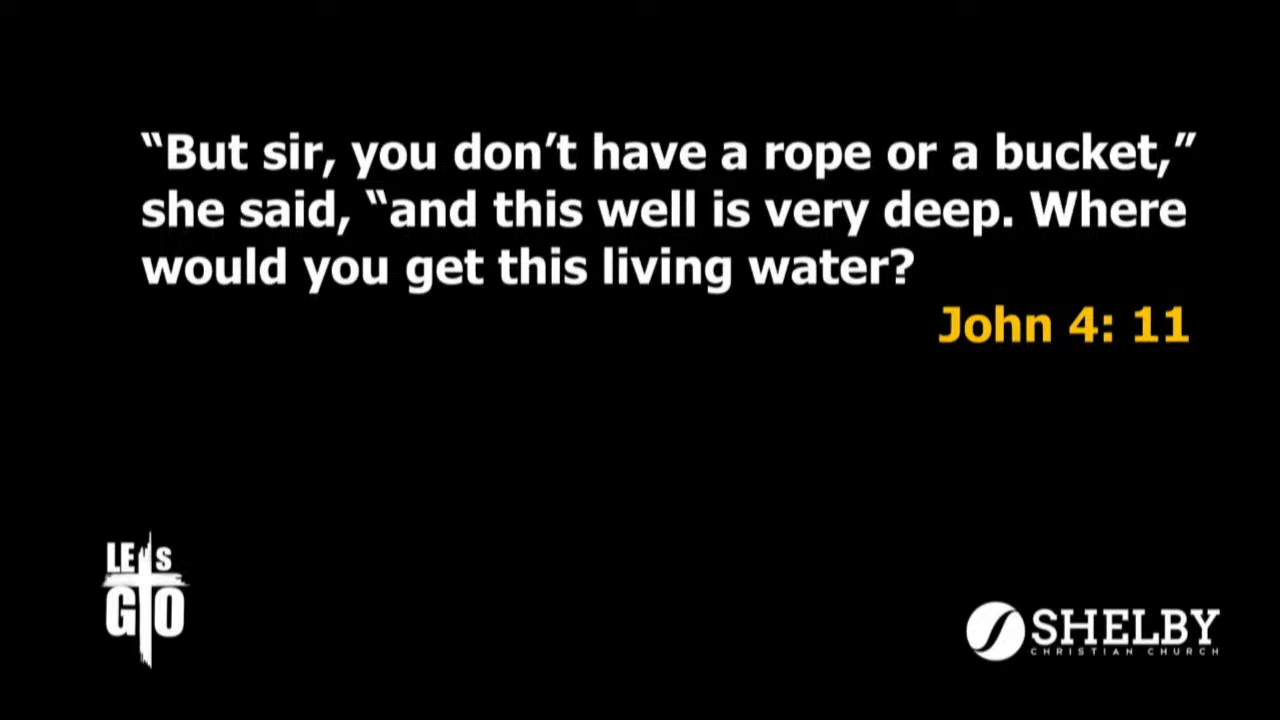 “But sir, you don’t have a rope or a bucket,”
she said, “and this well is very deep. Where
would you get this living water?
John 4: 11
LETS
GO
SHELBY
CHRISTIAN CHURCH